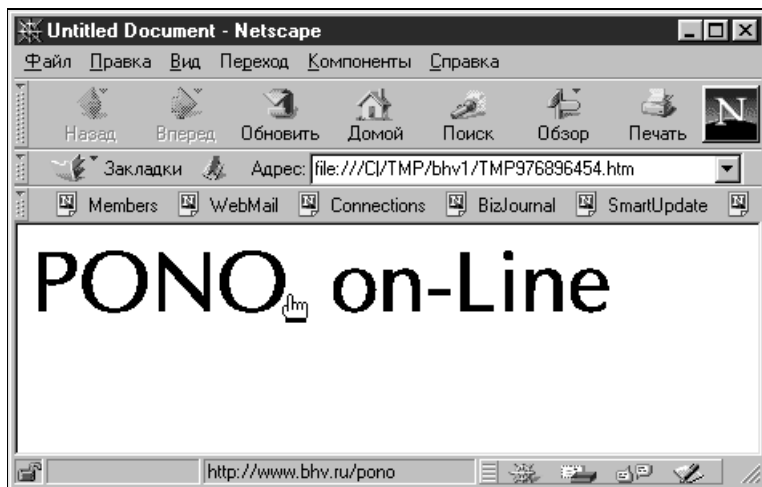 Untitled Document - Netscape
Файл Правка Вид Переход Компоненты Справка
Назад Вперед Обновить Домой Поиск Обзор Печать N
Закладки Адрес: file:///C|/TMP/bhv1/TMP976896454.htm
Members WebMail Connections BizJournal SmartUpdate
PONO on-Line
http://www.bhv.ru/pono